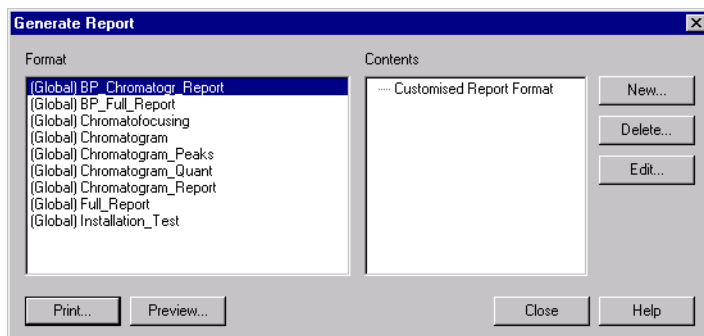 Generate Report
Format
Contents
(Global) BP_Chromatogr_Report
(Global) BP_Full_Report
(Global) Chromatofocusing
(Global) Chromatogram
(Global) Chromatogram_Peaks
(Global) Chromatogram_Quant
(Global) Chromatogram_Report
(Global) Full_Report
(Global) Installation_Test
Customised Report Format
New...
Delete...
Edit...
Print...
Preview...
Close
Help